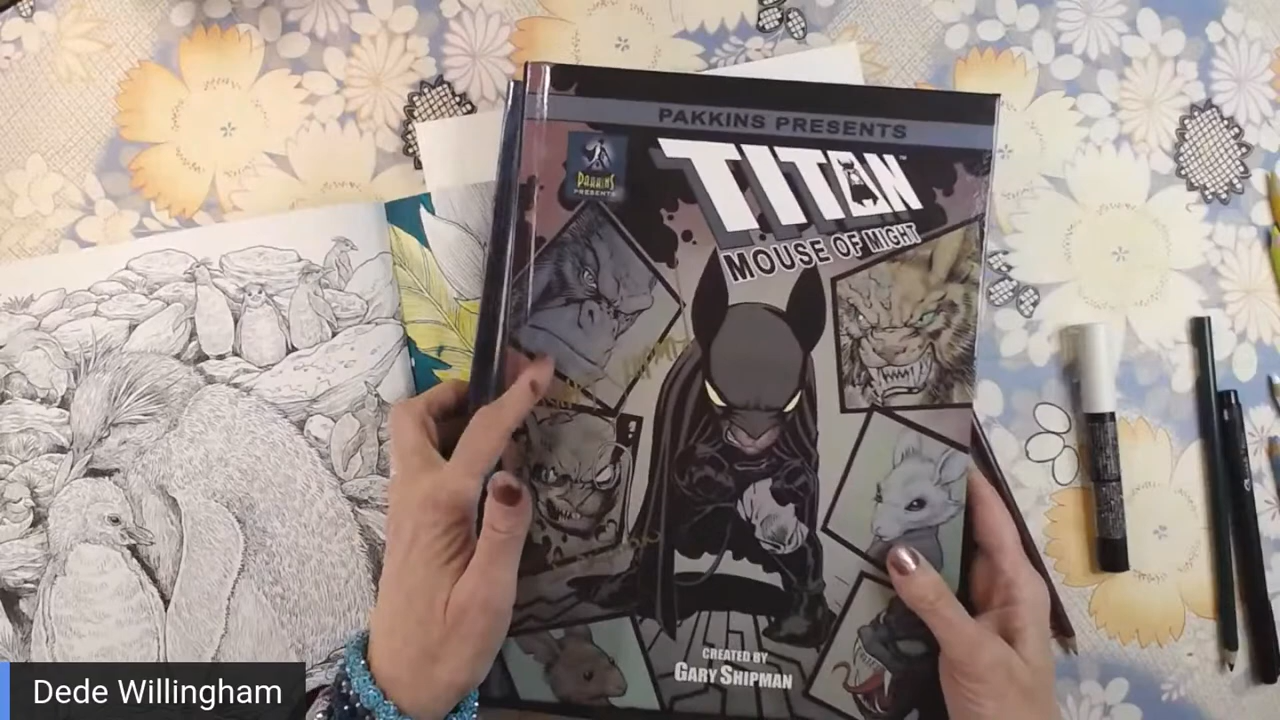 PAKKINS PRESENTS
PAKKINS
PRESENTS
TITAN
MOUSE OF MIGHT
CREATED BY
GARY SHIPMAN
Dede Willingham